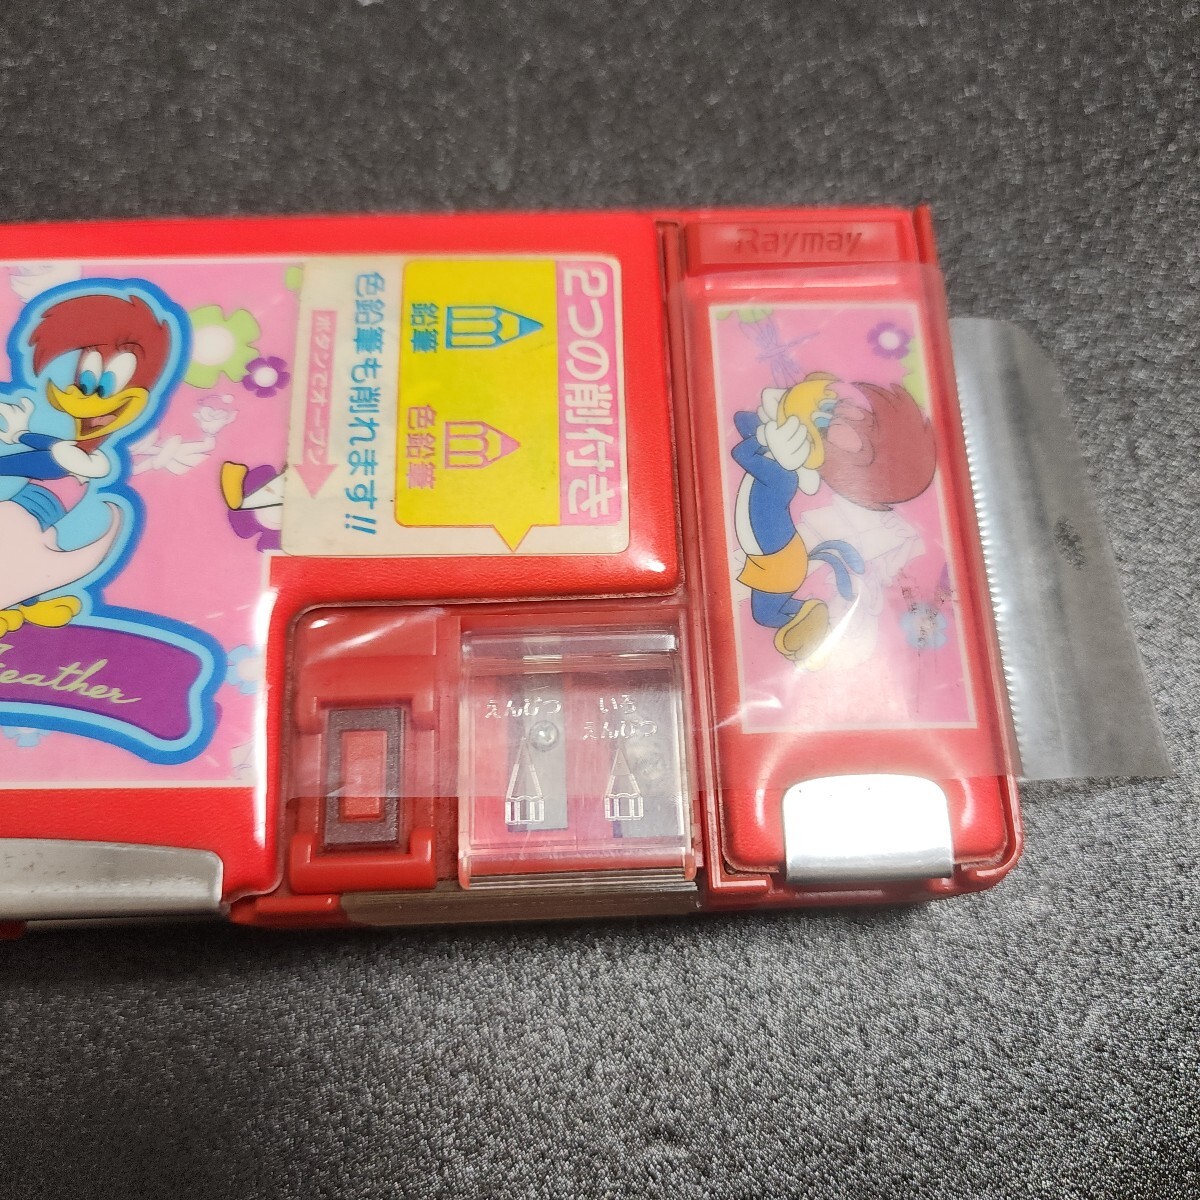 Raymay
2つの削付き
鉛筆
色鉛筆
色鉛筆も削れます!!
ボタンでオープン
えんぴつ
いろ
えんぴつ
Feather